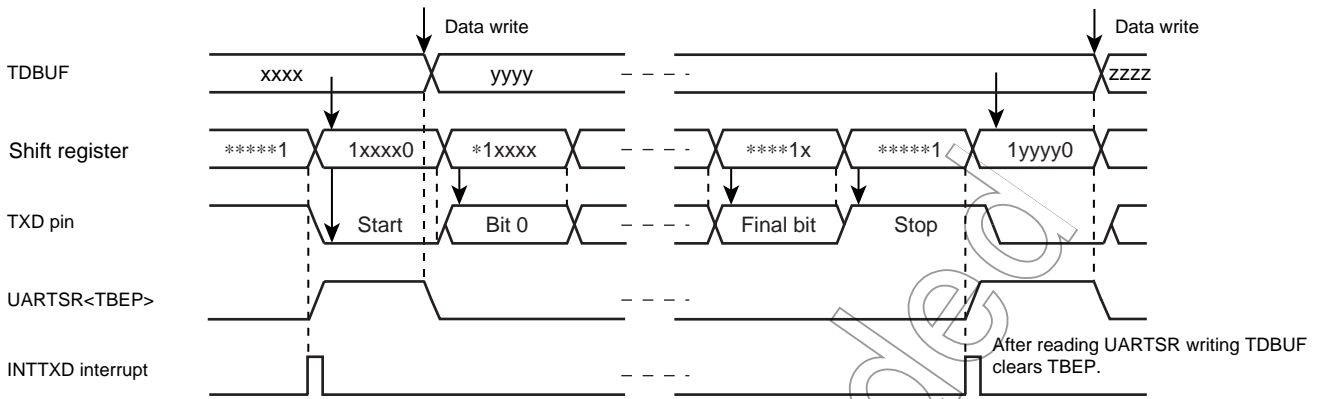 Data write Data write
TDBUF xxxx yyyy zzzz
Shift register *****1 1xxxx0 *1xxxx ****1x *****1 1yyyy0
TXD pin Start Bit 0 Final bit Stop
UARTSR<TBEP>
After reading UARTSR writing TDBUF
INTTXD interrupt clears TBEP.